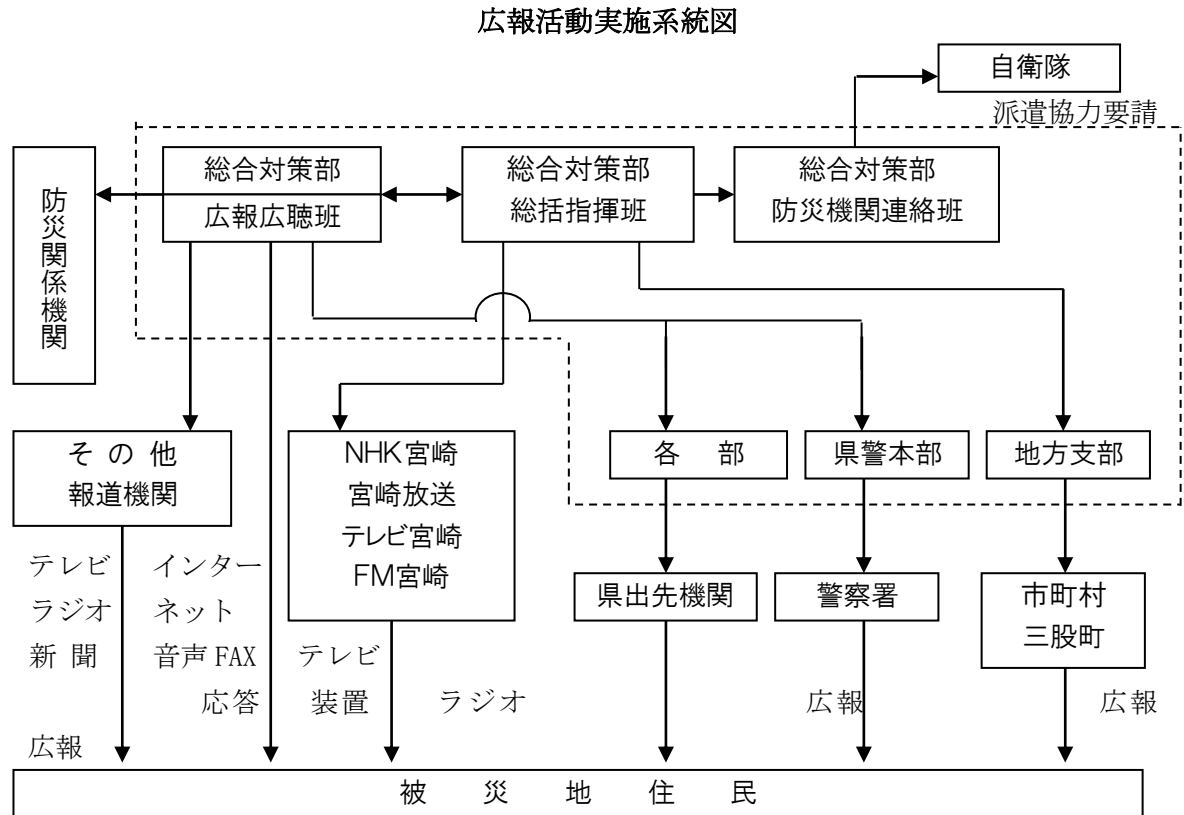 広報活動実施系統図
自衛隊
派遣協力要請
防災関係機関
総合対策部
広報広聴班
総合対策部
総括指揮班
総合対策部
防災機関連絡班
そ の 他
報道機関
NHK宮崎
宮崎放送
テレビ宮崎
FM宮崎
各 部
県警本部
地方支部
県出先機関
警察署
市町村
三股町
テレビ
ラジオ
新 聞
広報
インター
ネット
音声 FAX
応答
テレビ
装置
ラジオ
広報
広報
被 災 地 住 民